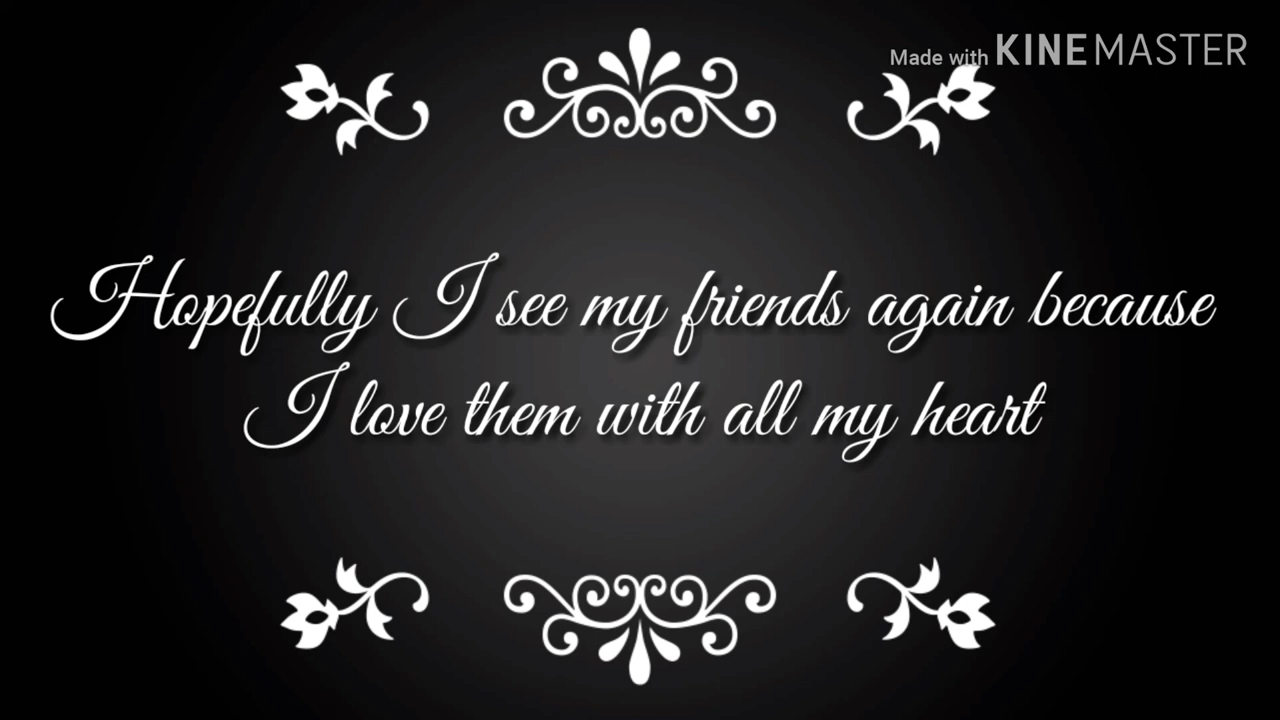 Made with KINEMASTER
Hopefully I see my friends again because
I love them with all my heart